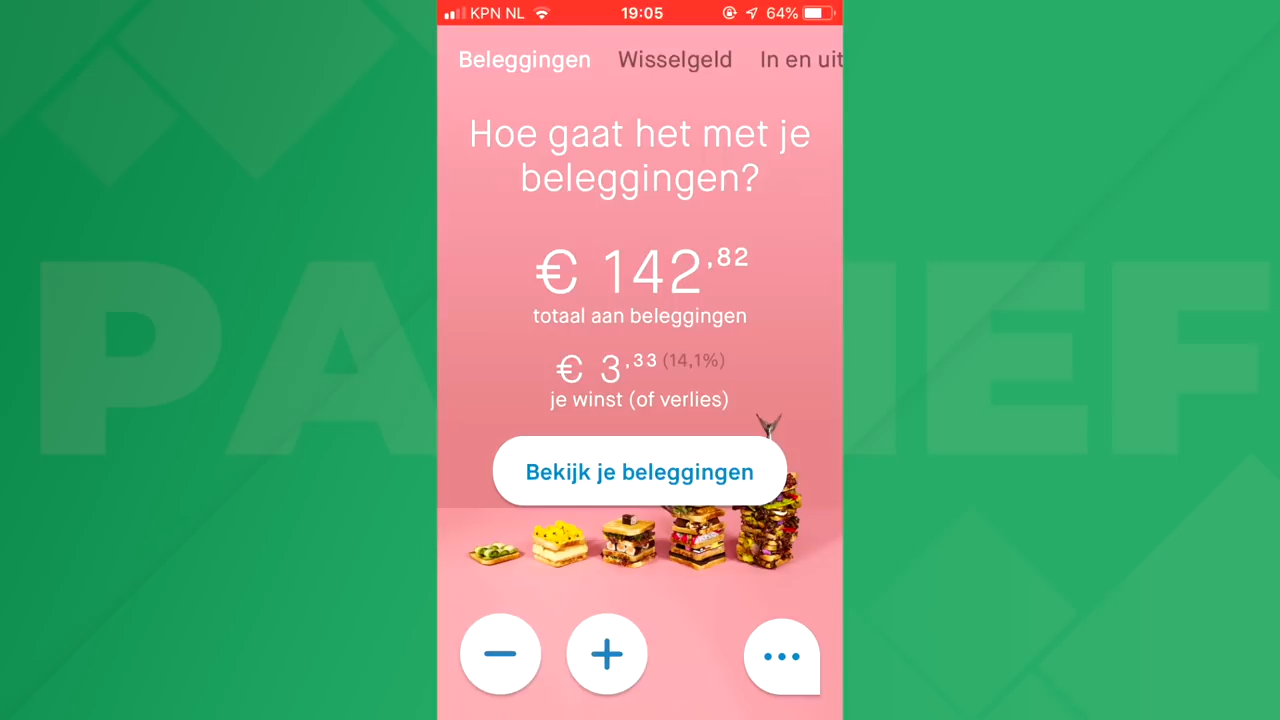 KPN NL 19:05 64%
Beleggingen Wisselgeld In en uit
Hoe gaat het met je
beleggingen?
€ 142,82
totaal aan beleggingen
€ 3,33 (14,1%)
je winst (of verlies)
Bekijk je beleggingen